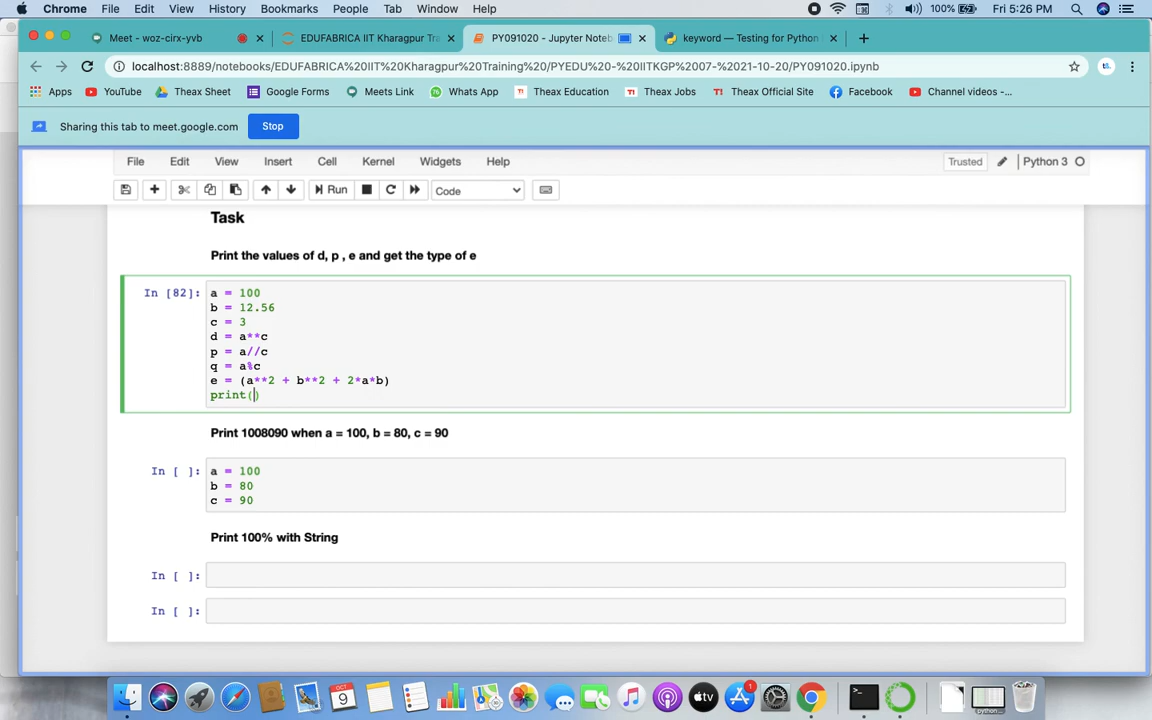 Chrome File Edit View History Bookmarks People Tab Window Help 100% Fri 5:26 PM
Meet - woz-cirx-yvb EDUFABRICA IIT Kharagpur Tra PY091020 - Jupyter Noteb keyword — Testing for Python
localhost:8889/notebooks/EDUFABRICA%20IIT%20Kharagpur%20Training%20/PYEDU%20-%20IITKGP%2007-%2021-10-20/PY091020.ipynb
Apps YouTube Theax Sheet Google Forms Meets Link Whats App Theax Education Theax Jobs Theax Official Site Facebook Channel videos -...
Sharing this tab to meet.google.com Stop
File Edit View Insert Cell Kernel Widgets Help Trusted Python 3
Run Code
Task
Print the values of d, p , e and get the type of e
In [82]: a = 100
b = 12.56
c = 3
d = a**c
p = a//c
q = a%c
e = (a**2 + b**2 + 2*a*b)
print()
Print 1008090 when a = 100, b = 80, c = 90
In [ ]: a = 100
b = 80
c = 90
Print 100% with String
In [ ]:
In [ ]:
OCT
9
tv
1
python